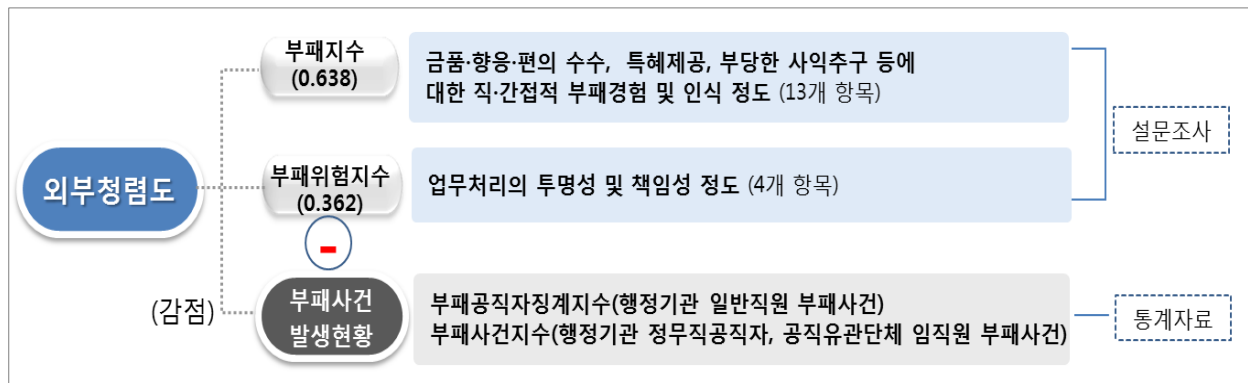 외부청렴도
부패지수
(0.638)
금품·향응·편의 수수, 특혜제공, 부당한 사익추구 등에
대한 직·간접적 부패경험 및 인식 정도 (13개 항목)
설문조사
부패위험지수
(0.362)
업무처리의 투명성 및 책임성 정도 (4개 항목)
-
(감점)
부패사건
발생현황
부패공직자징계지수(행정기관 일반직원 부패사건)
부패사건지수(행정기관 정무직공직자, 공직유관단체 임직원 부패사건)
통계자료